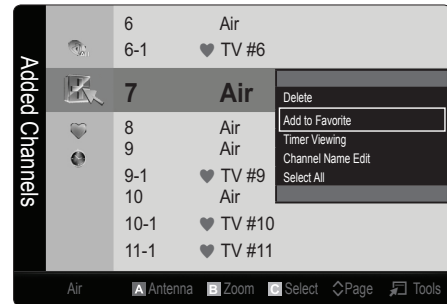 Added Channels
6 Air
6-1 ♥ TV #6
7 Air
8 Air
9 Air
9-1 ♥ TV #9
10 Air
10-1 ♥ TV #10
11-1 ♥ TV #11
Delete
Add to Favorite
Timer Viewing
Channel Name Edit
Select All
Air A Antenna B Zoom C Select Page Tools